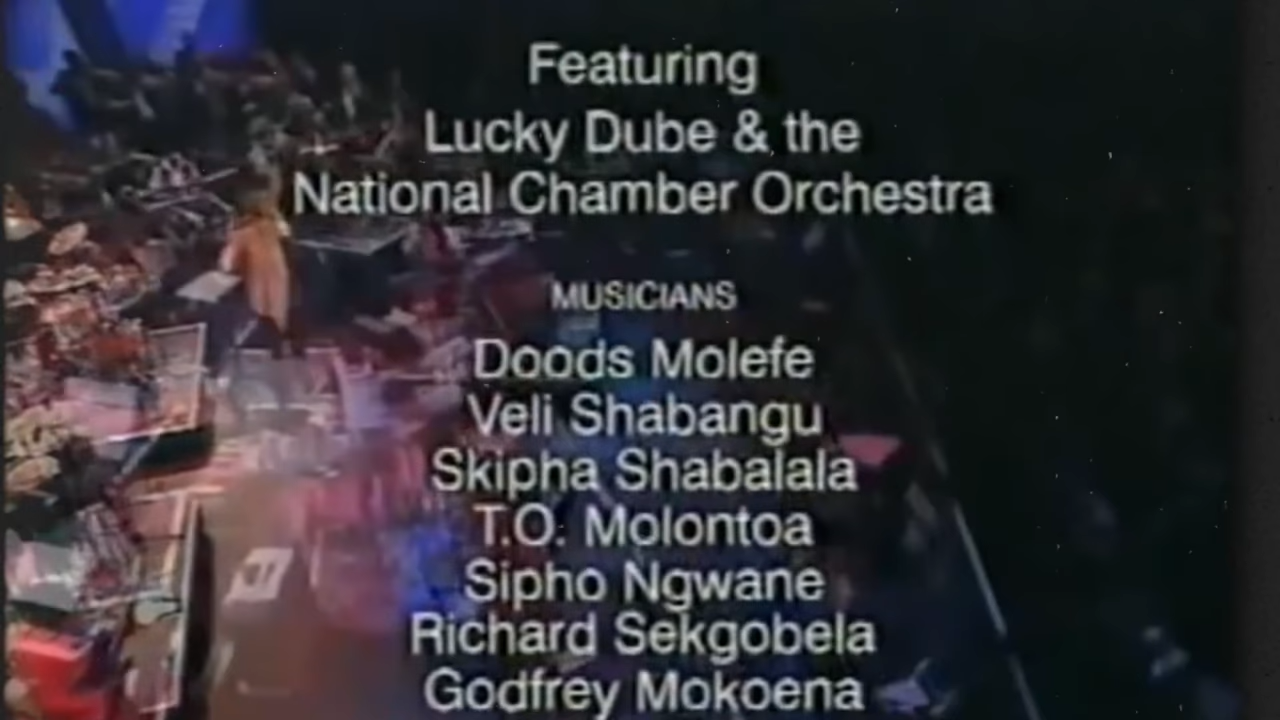 Featuring
Lucky Dube & the
National Chamber Orchestra
MUSICIANS
Doods Molefe
Veli Shabangu
Skipha Shabalala
T.O. Molontoa
Sipho Ngwane
Richard Sekgobela
Godfrey Mokoena